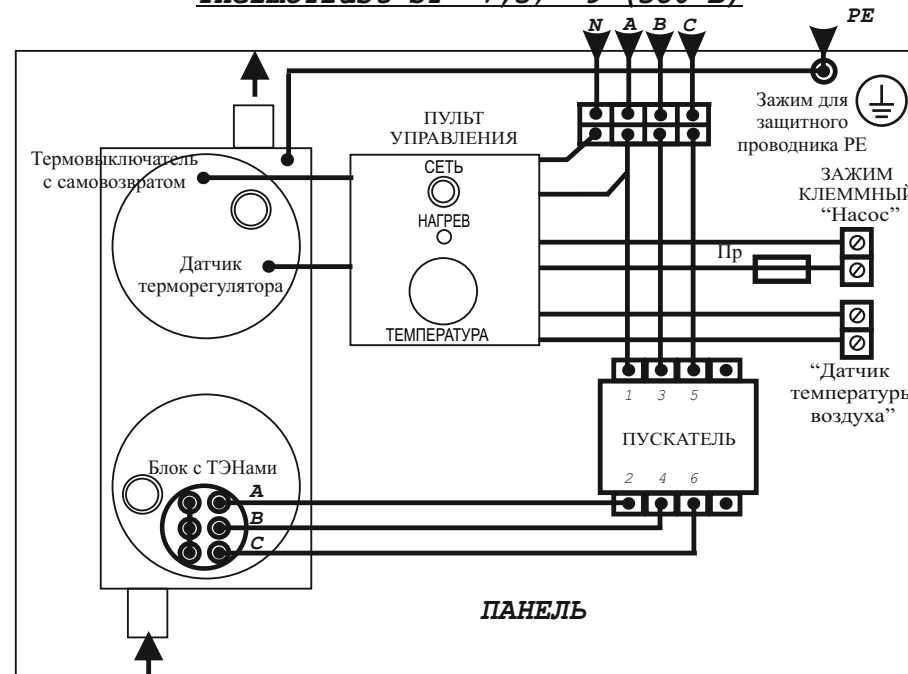 N A B C PE
Зажим для
защитного
проводника PE
ПУЛЬТ
УПРАВЛЕНИЯ
Термовыключатель
с самовозвратом
СЕТЬ
ЗАЖИМ
КЛЕММНЫЙ
“Насос”
НАГРЕВ
Пр
Датчик
терморегулятора
ТЕМПЕРАТУРА
“Датчик
температуры
воздуха”
1 3 5
ПУСКАТЕЛЬ
2 4 6
Блок с ТЭНами
A
B
C
ПАНЕЛЬ